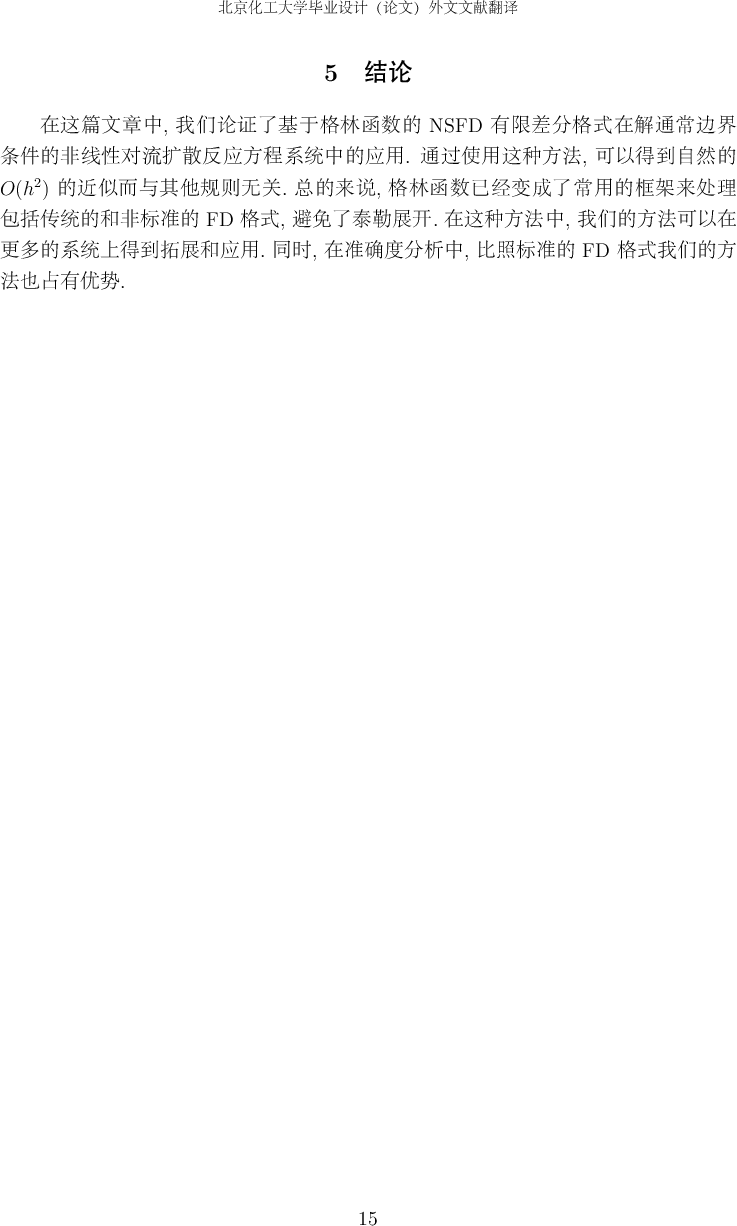 北京化工大学毕业设计（论文）外文文献翻译
5 结论
在这篇文章中, 我们论证了基于格林函数的 NSFD 有限差分格式在解通常边界
条件的非线性对流扩散反应方程系统中的应用. 通过使用这种方法, 可以得到自然的
O(h²) 的近似而与其他规则无关. 总的来说, 格林函数已经变成了常用的框架来处理
包括传统的和非标准的 FD 格式, 避免了泰勒展开. 在这种方法中, 我们的方法可以在
更多的系统上得到拓展和应用. 同时, 在准确度分析中, 比照标准的 FD 格式我们的方
法也占有优势.
15